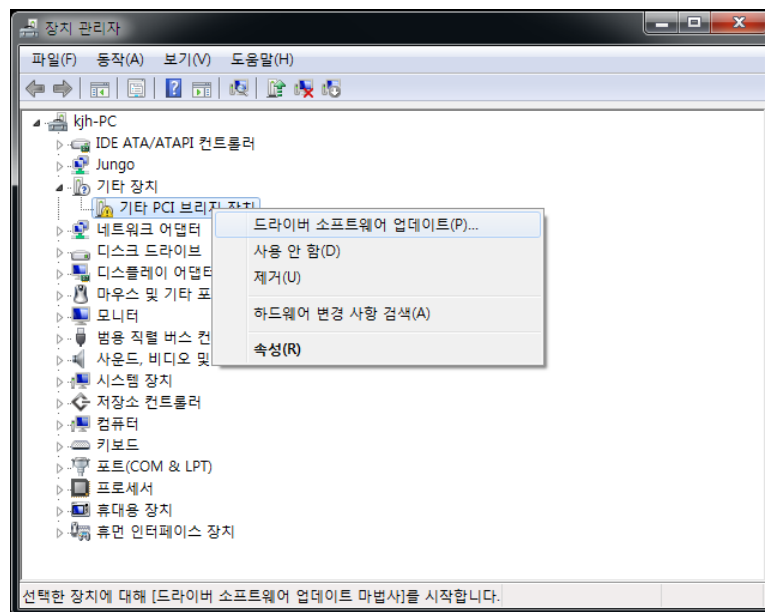 장치 관리자
파일(F) 동작(A) 보기(V) 도움말(H)
kjh-PC
IDE ATA/ATAPI 컨트롤러
Jungo
기타 장치
기타 PCI 브리지 장치
네트워크 어댑터
디스크 드라이브
디스플레이 어댑터
마우스 및 기타 포
모니터
범용 직렬 버스 컨
사운드, 비디오 및
시스템 장치
저장소 컨트롤러
컴퓨터
키보드
포트(COM & LPT)
프로세서
휴대용 장치
휴먼 인터페이스 장치
드라이버 소프트웨어 업데이트(P)...
사용 안 함(D)
제거(U)
하드웨어 변경 사항 검색(A)
속성(R)
선택한 장치에 대해 [드라이버 소프트웨어 업데이트 마법사]를 시작합니다.